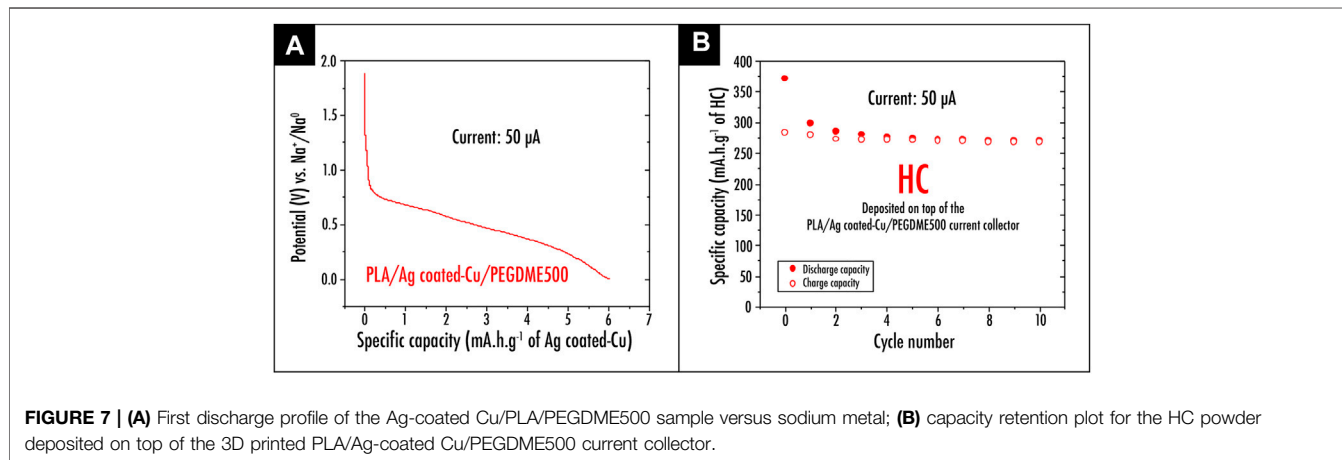 A
2.0
1.5
1.0
0.5
0.0
Potential (V) vs. Na⁺/Na⁰
Current: 50 µA
PLA/Ag coated-Cu/PEGDME500
0 1 2 3 4 5 6 7
Specific capacity (mA.h.g⁻¹ of Ag coated-Cu)
B
400
350
300
250
200
150
100
50
0
Specific capacity (mA.h.g⁻¹ of HC)
Current: 50 µA
HC
Deposited on top of the
PLA/Ag coated-Cu/PEGDME500 current collector
Discharge capacity
Charge capacity
0 2 4 6 8 10
Cycle number
FIGURE 7 | (A) First discharge profile of the Ag-coated Cu/PLA/PEGDME500 sample versus sodium metal; (B) capacity retention plot for the HC powder
deposited on top of the 3D printed PLA/Ag-coated Cu/PEGDME500 current collector.